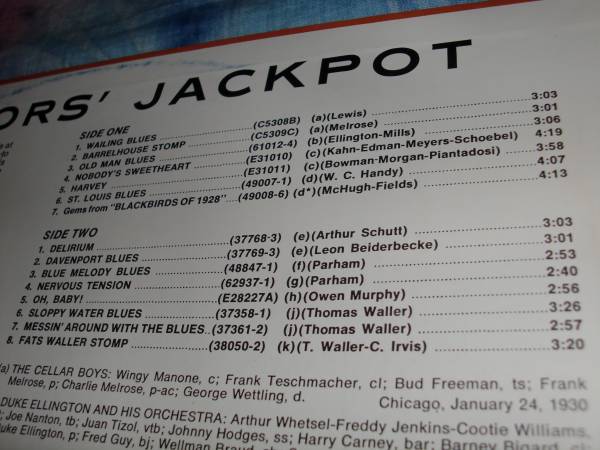 ORS' JACKPOT
SIDE ONE
1. WAILING BLUES (C5308B) (a)(Lewis) 3:03
2. BARRELHOUSE STOMP (C5309C) (a)(Melrose) 3:01
3. OLD MAN BLUES (61012-4) (b)(Ellington-Mills) 3:06
4. NOBODY'S SWEETHEART (E31010) (c)(Kahn-Edman-Meyers-Schoebel) 4:19
5. HARVEY (E31011) (c)(Bowman-Morgan-Piantadosi) 3:58
6. ST. LOUIS BLUES (49007-1) (d)(W. C. Handy) 4:07
7. Gems from "BLACKBIRDS OF 1928" (49008-6) (d*)(McHugh-Fields) 4:13
SIDE TWO
1. DELIRIUM (37768-3) (e)(Arthur Schutt) 3:03
2. DAVENPORT BLUES (37769-3) (e)(Leon Beiderbecke) 3:01
3. BLUE MELODY BLUES (48847-1) (f)(Parham) 2:53
4. NERVOUS TENSION (62937-1) (g)(Parham) 2:40
5. OH, BABY! (E28227A) (h)(Owen Murphy) 2:56
6. SLOPPY WATER BLUES (37358-1) (j)(Thomas Waller) 3:26
7. MESSIN' AROUND WITH THE BLUES (37361-2) (j)(Thomas Waller) 2:57
8. FATS WALLER STOMP (38050-2) (k)(T. Waller-C. Irvis) 3:20
(a) THE CELLAR BOYS: Wingy Manone, c; Frank Teschmacher, cl; Bud Freeman, ts; Frank
Melrose, p; Charlie Melrose, p-ac; George Wettling, d. Chicago, January 24, 1930
DUKE ELLINGTON AND HIS ORCHESTRA: Arthur Whetsel-Freddy Jenkins-Cootie Williams,
Joe Nanton, tb; Juan Tizol, vtb; Johnny Hodges, ss; Harry Carney, bar; Barney Bigard, cl;
Duke Ellington, p; Fred Guy, bj; Wellman